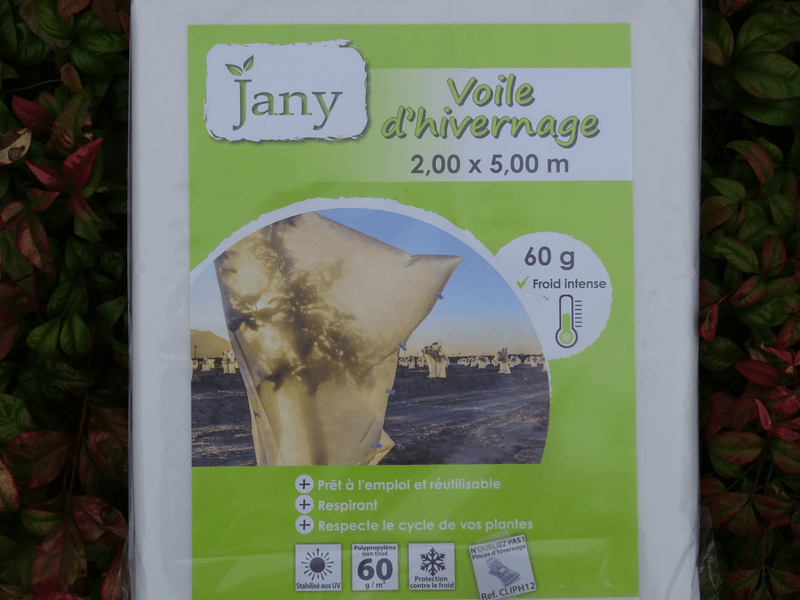 Jany
Voile
d'hivernage
2,00 x 5,00 m
60 g
Froid intense
Prêt à l'emploi et réutilisable
Respirant
Respecte le cycle de vos plantes
Stabilisé aux UV
Polypropylène
non tissé
60
g / m²
Protection
contre le froid
N'OUBLIEZ PAS !
Pinces d'hivernage
Ref. CLIPH12